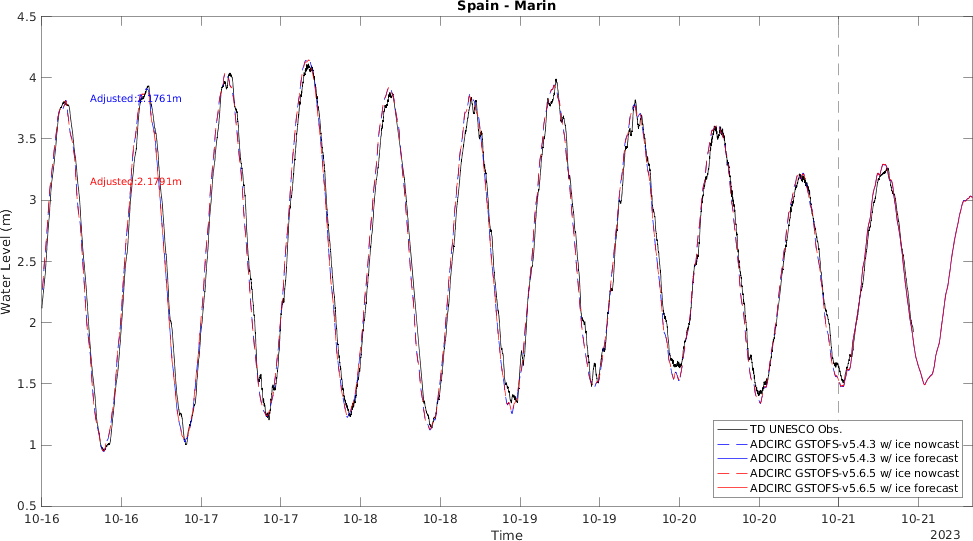 Spain - Marin
4.5
4
3.5
3
2.5
2
1.5
1
0.5
Water Level (m)
Adjusted:2.1761m
Adjusted:2.1791m
TD UNESCO Obs.
ADCIRC GSTOFS-v5.4.3 w/ ice nowcast
ADCIRC GSTOFS-v5.4.3 w/ ice forecast
ADCIRC GSTOFS-v5.6.5 w/ ice nowcast
ADCIRC GSTOFS-v5.6.5 w/ ice forecast
10-16 10-16 10-17 10-17 10-18 10-18 10-19 10-19 10-20 10-20 10-21 10-21
Time
2023